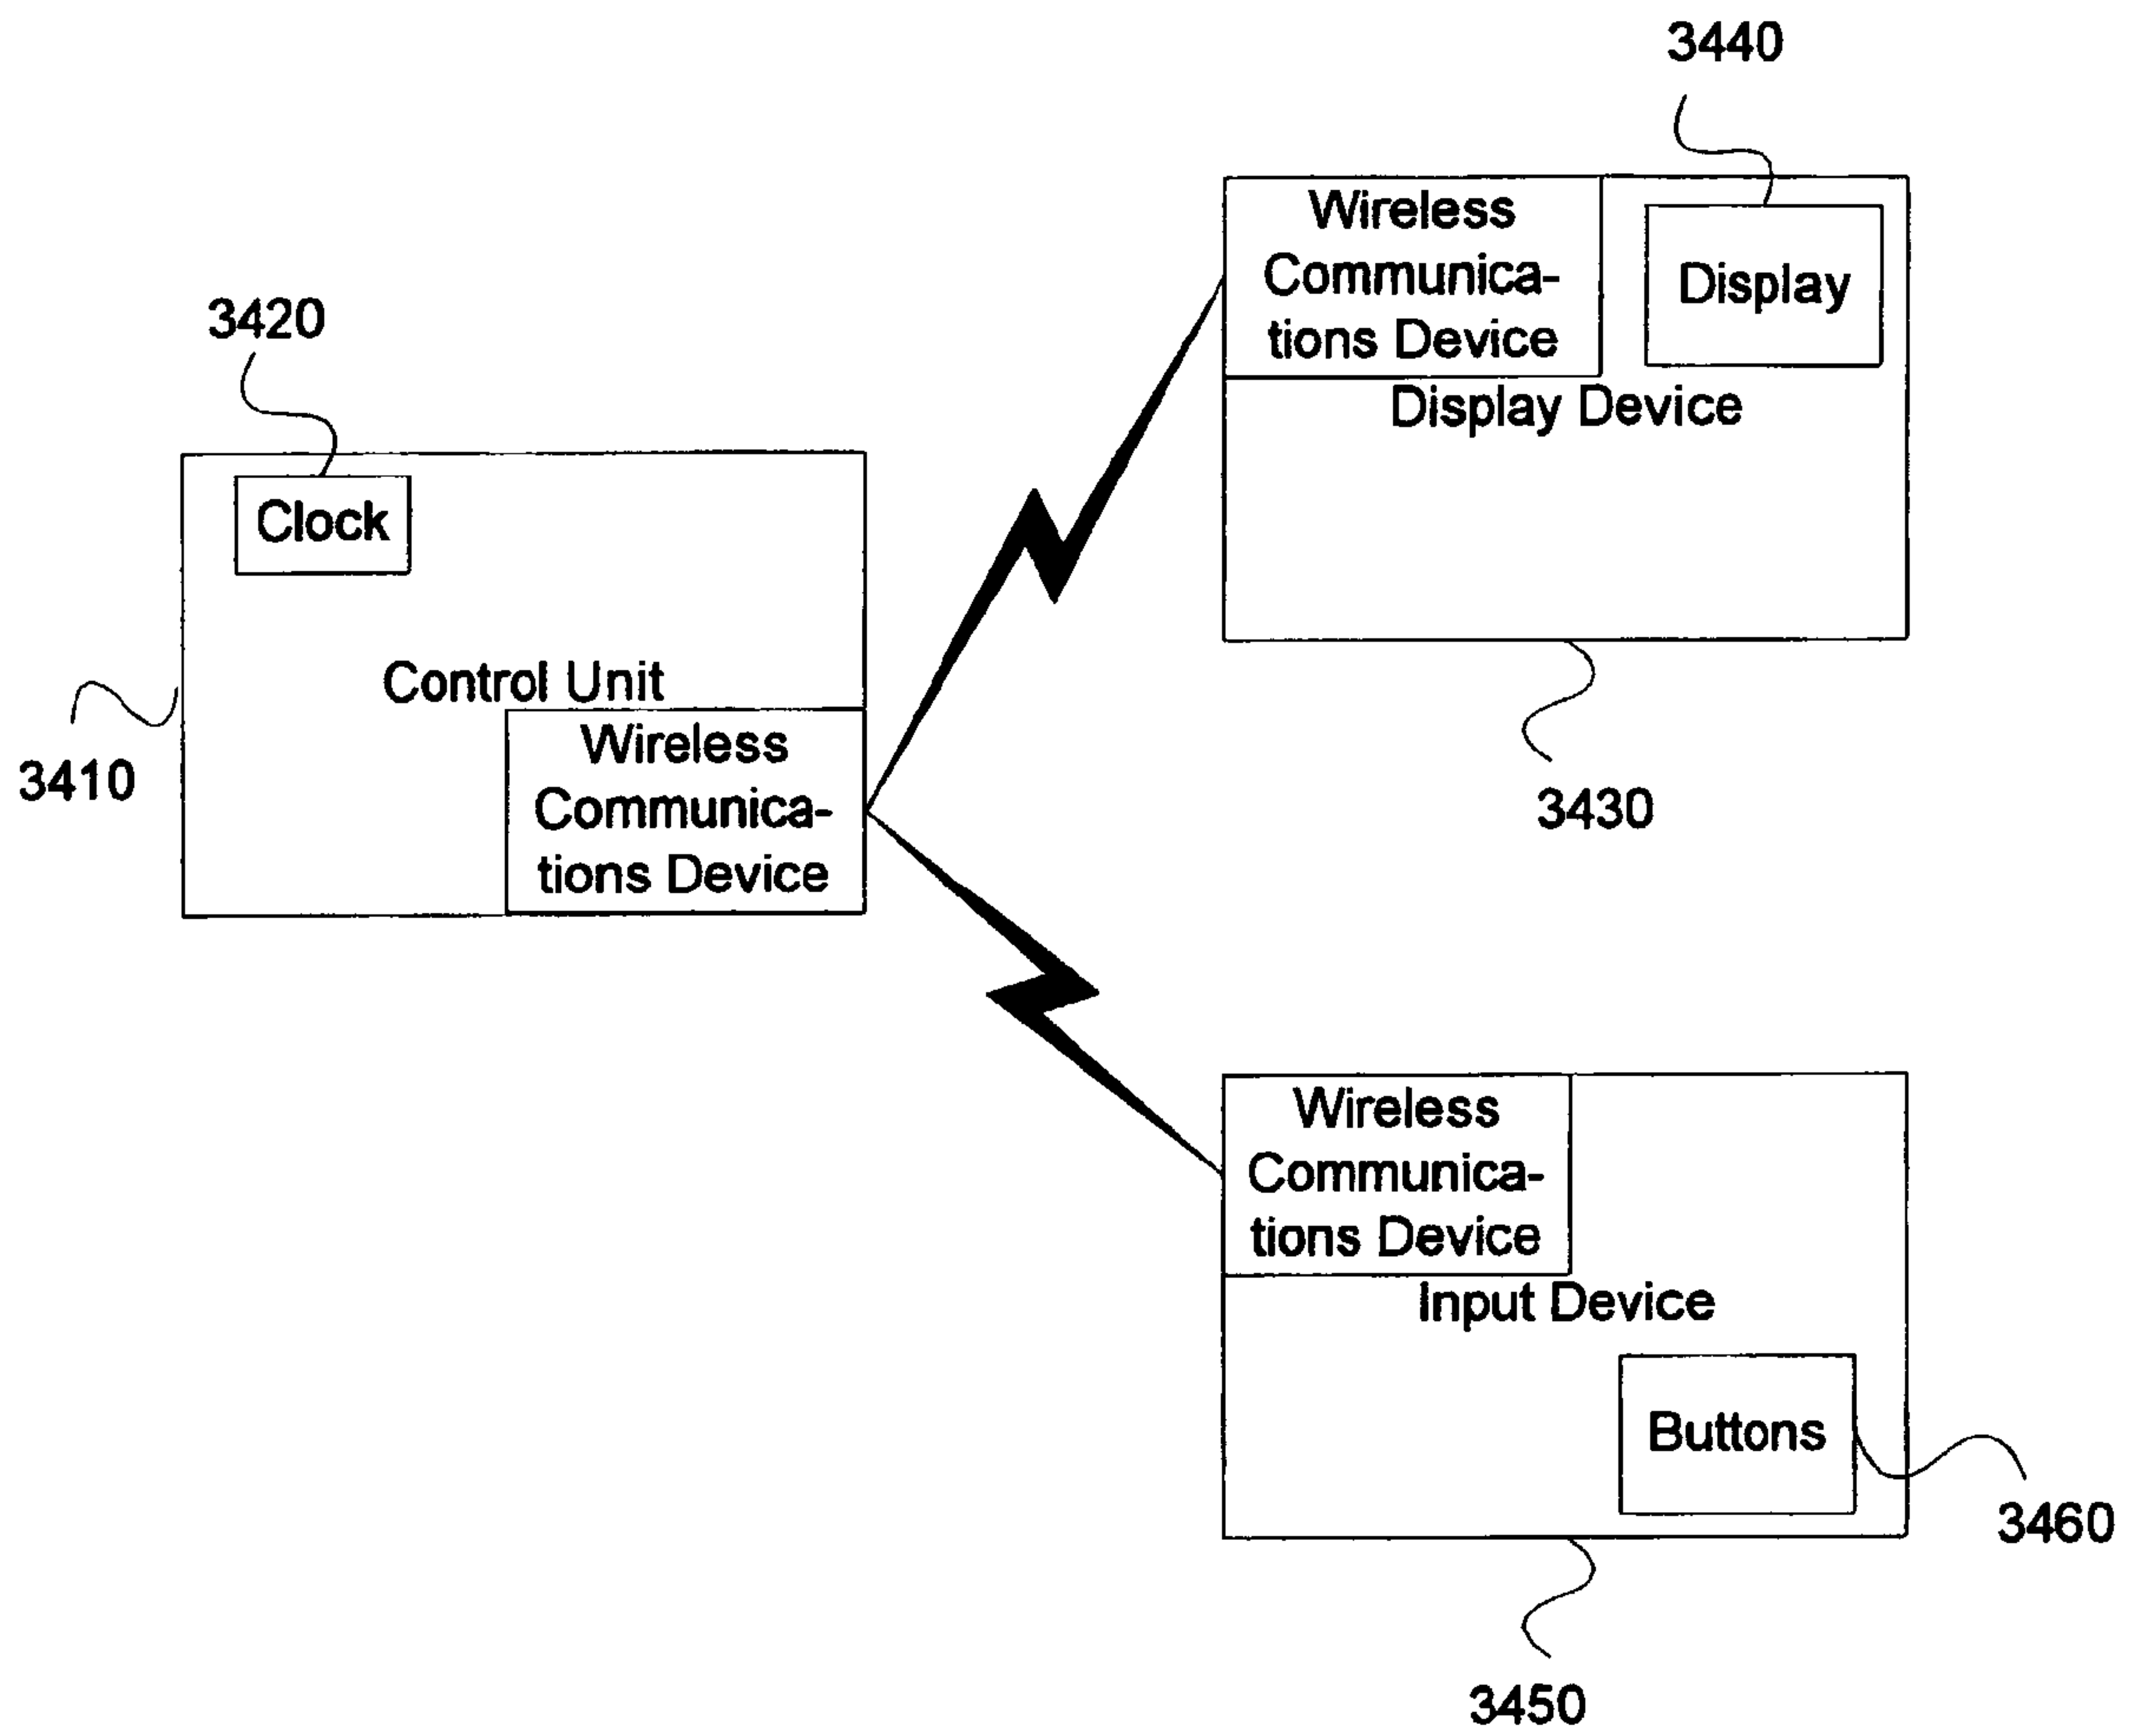 3440
Wireless
Communica-
tions Device
Display
Display Device
3430
3420
Clock
Control Unit
Wireless
Communica-
tions Device
3410
Wireless
Communica-
tions Device
Input Device
Buttons
3460
3450